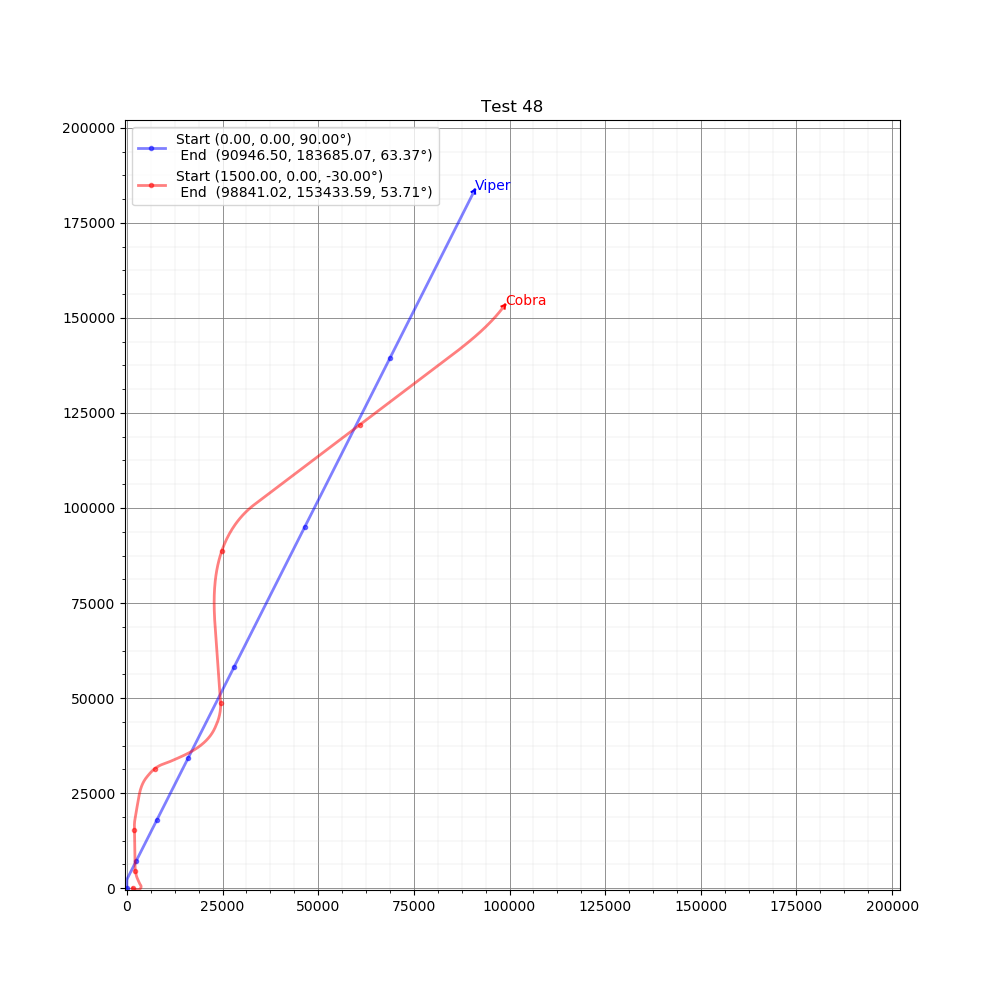 Test 48
200000
175000
150000
125000
100000
75000
50000
25000
0
Start (0.00, 0.00, 90.00°)
End (90946.50, 183685.07, 63.37°)
Start (1500.00, 0.00, -30.00°)
End (98841.02, 153433.59, 53.71°)
Viper
Cobra
0 25000 50000 75000 100000 125000 150000 175000 200000